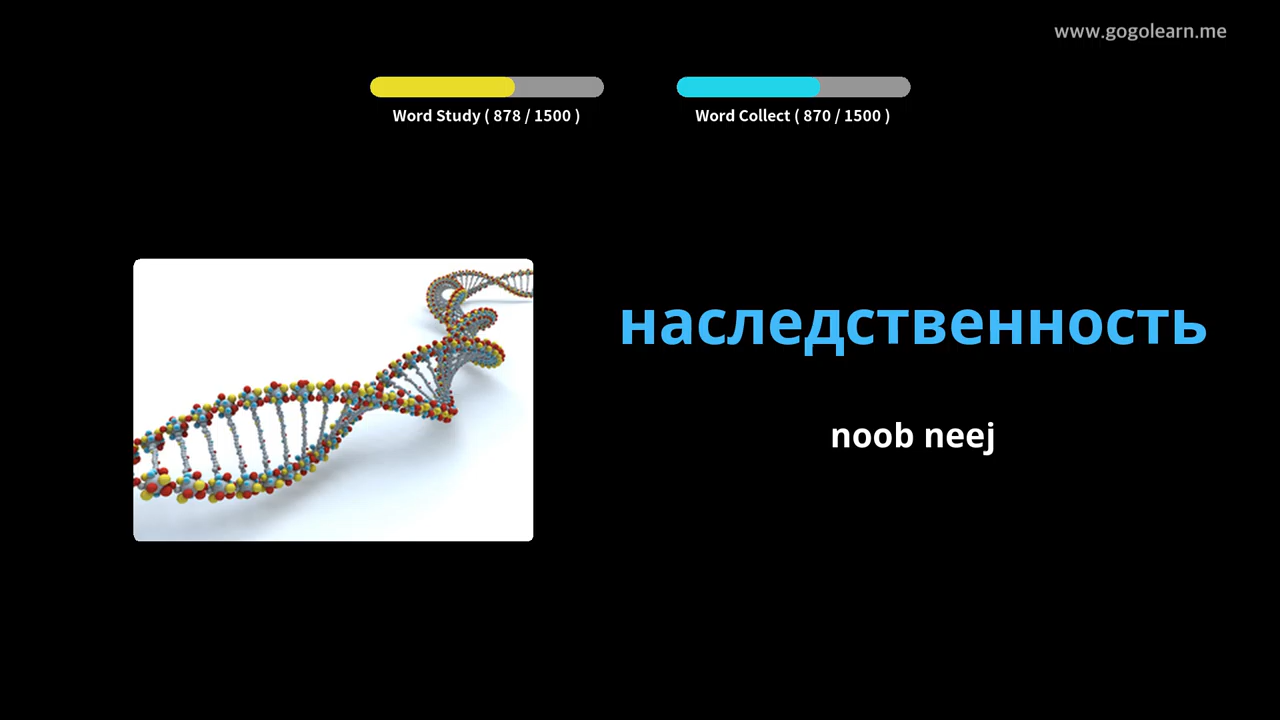 www.gogolearn.me
Word Study ( 878 / 1500 )
Word Collect ( 870 / 1500 )
наследственность
noob neej